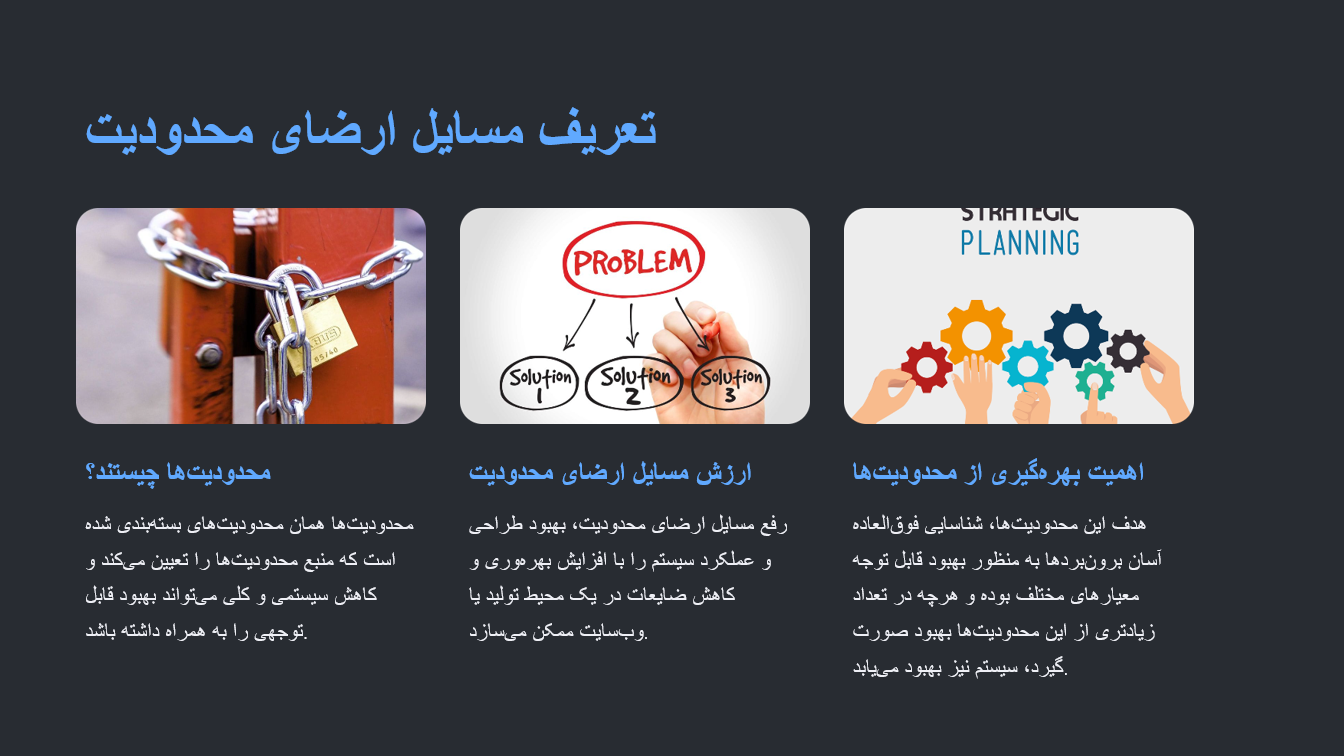 تعریف مسایل ارضای محدودیت
STRATEGIC
PLANNING
PROBLEM
Solution
1
Solution
2
Solution
3
65/40
محدودیت‌ها چیستند؟
محدودیت‌ها همان محدودیت‌های بسته‌بندی شده
است که منبع محدودیت‌ها را تعیین می‌کند و
کاهش سیستمی و کلی می‌تواند بهبود قابل
توجهی را به همراه داشته باشد.
ارزش مسایل ارضای محدودیت
رفع مسایل ارضای محدودیت، بهبود طراحی
و عملکرد سیستم را با افزایش بهره‌وری و
کاهش ضایعات در یک محیط تولید یا
وب‌سایت ممکن می‌سازد.
اهمیت بهره‌گیری از محدودیت‌ها
هدف این محدودیت‌ها، شناسایی فوق‌العاده
آسان برون‌بردها به منظور بهبود قابل توجه
معیارهای مختلف بوده و هرچه در تعداد
زیادتری از این محدودیت‌ها بهبود صورت
گیرد، سیستم نیز بهبود می‌یابد.